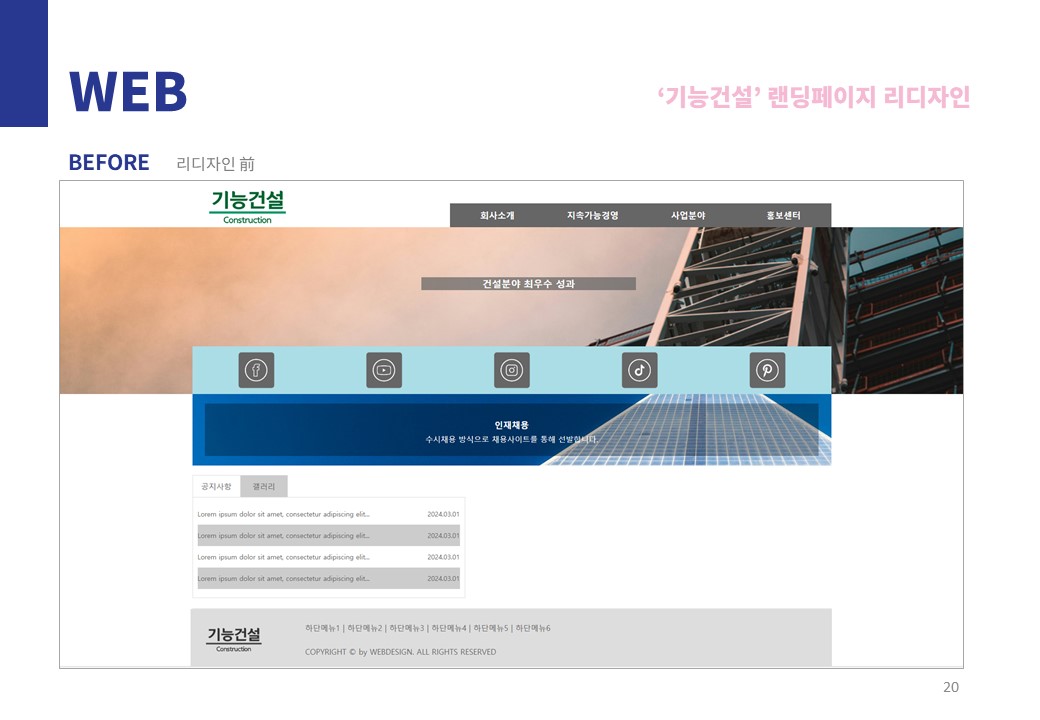 WEB
‘기능건설’ 랜딩페이지 리디자인
BEFORE 리디자인 前
기능건설
Construction
회사소개 지속가능경영 사업분야 홍보센터
건설분야 최우수 성과
인재채용
수시채용 방식으로 채용사이트를 통해 선발합니다.
공지사항 갤러리
Lorem ipsum dolor sit amet, consectetur adipiscing elit... 2024.03.01
Lorem ipsum dolor sit amet, consectetur adipiscing elit... 2024.03.01
Lorem ipsum dolor sit amet, consectetur adipiscing elit... 2024.03.01
Lorem ipsum dolor sit amet, consectetur adipiscing elit... 2024.03.01
기능건설
Construction
하단메뉴1 | 하단메뉴2 | 하단메뉴3 | 하단메뉴4 | 하단메뉴5 | 하단메뉴6
COPYRIGHT © by WEBDESIGN. ALL RIGHTS RESERVED
20